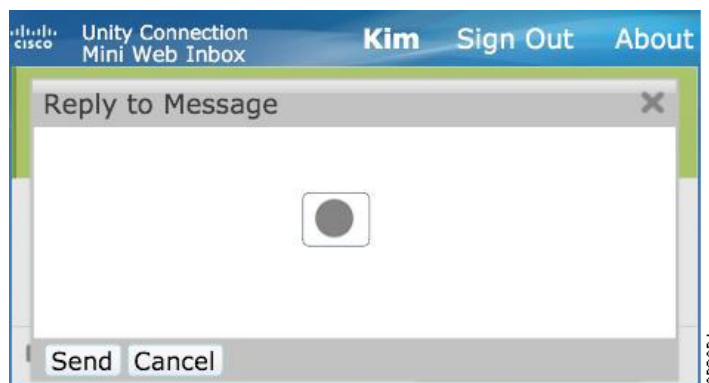 cisco
Unity Connection
Mini Web Inbox
Kim Sign Out About
Reply to Message
Send Cancel